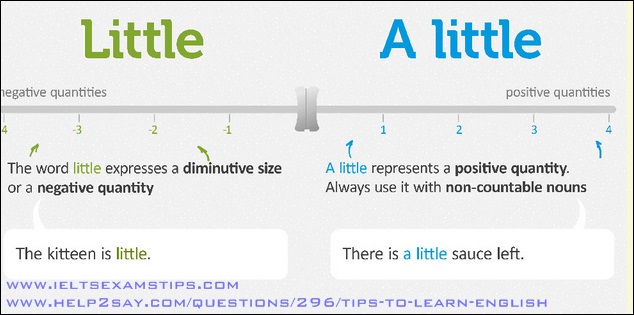 Little
A little
negative quantities
positive quantities
4 -3 -2 -1 1 2 3 4
The word little expresses a diminutive size
or a negative quantity
A little represents a positive quantity.
Always use it with non-countable nouns
The kitteen is little.
There is a little sauce left.
WWW.IELTSEXAMSTIPS.COM
WWW.HELP2SAY.COM/QUESTIONS/296/TIPS-TO-LEARN-ENGLISH